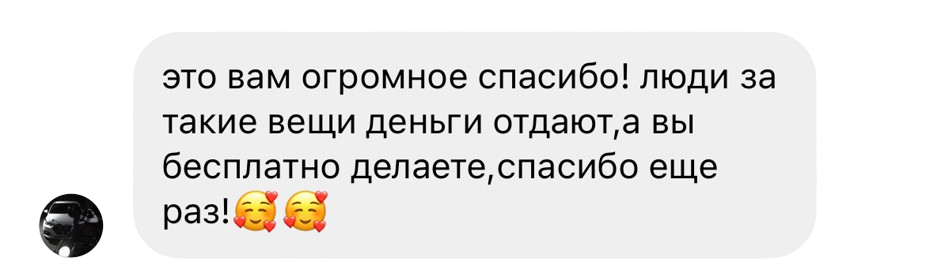 это вам огромное спасибо! люди за
такие вещи деньги отдают,а вы
бесплатно делаете,спасибо еще
раз!🥰🥰